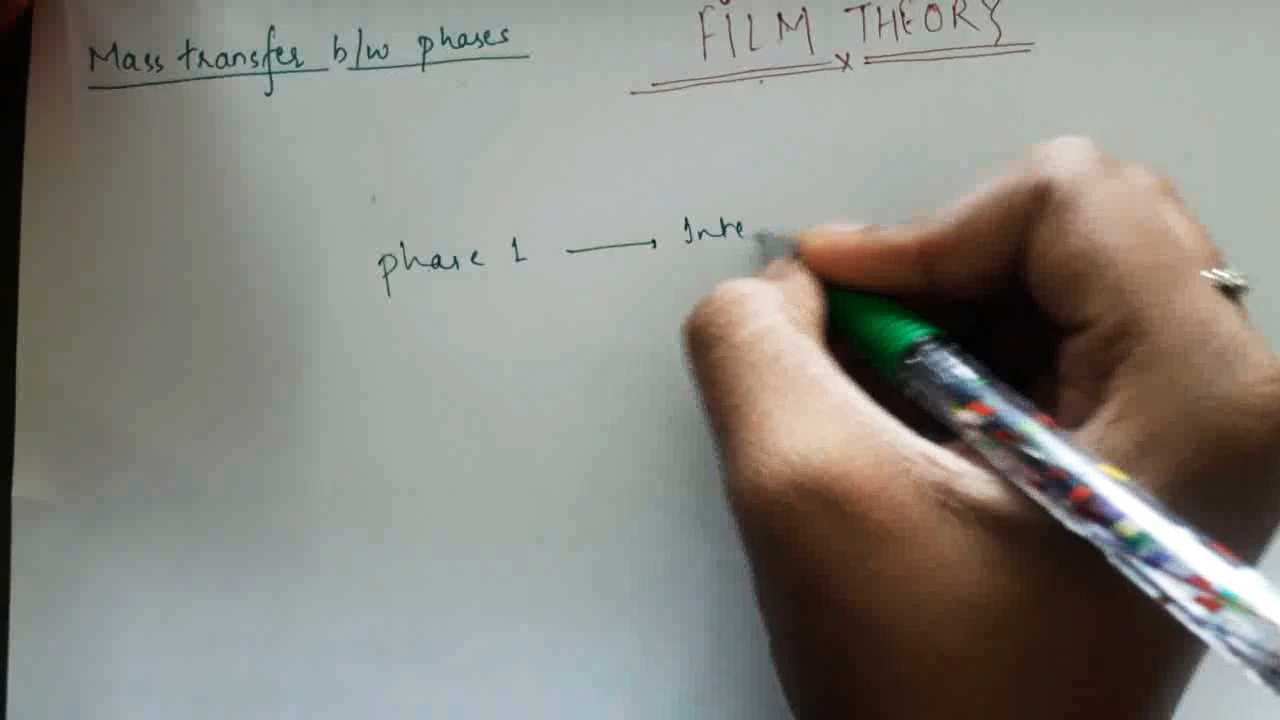 Mass transfer b/w phases
FILM THEORY
phase 1 → Inte